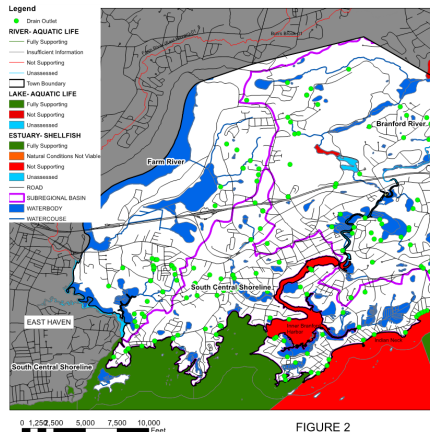 Legend
Drain Outlet
RIVER- AQUATIC LIFE
Fully Supporting
Insufficient Information
Not Supporting
Unassessed
Town Boundary
LAKE-AQUATIC LIFE
Fully Supporting
Not Supporting
Unassessed
ESTUARY- SHELLFISH
Fully Supporting
Natural Conditions Not Viable
Not Supporting
Unassessed
ROAD
SUBREGIONAL BASIN
WATERBODY
WATERCOUSE
Branford River
Farm River
South Central Shoreline
EAST HAVEN
South Central Shoreline
0 1,250 2,500 5,000 7,500 10,000
Feet
FIGURE 2